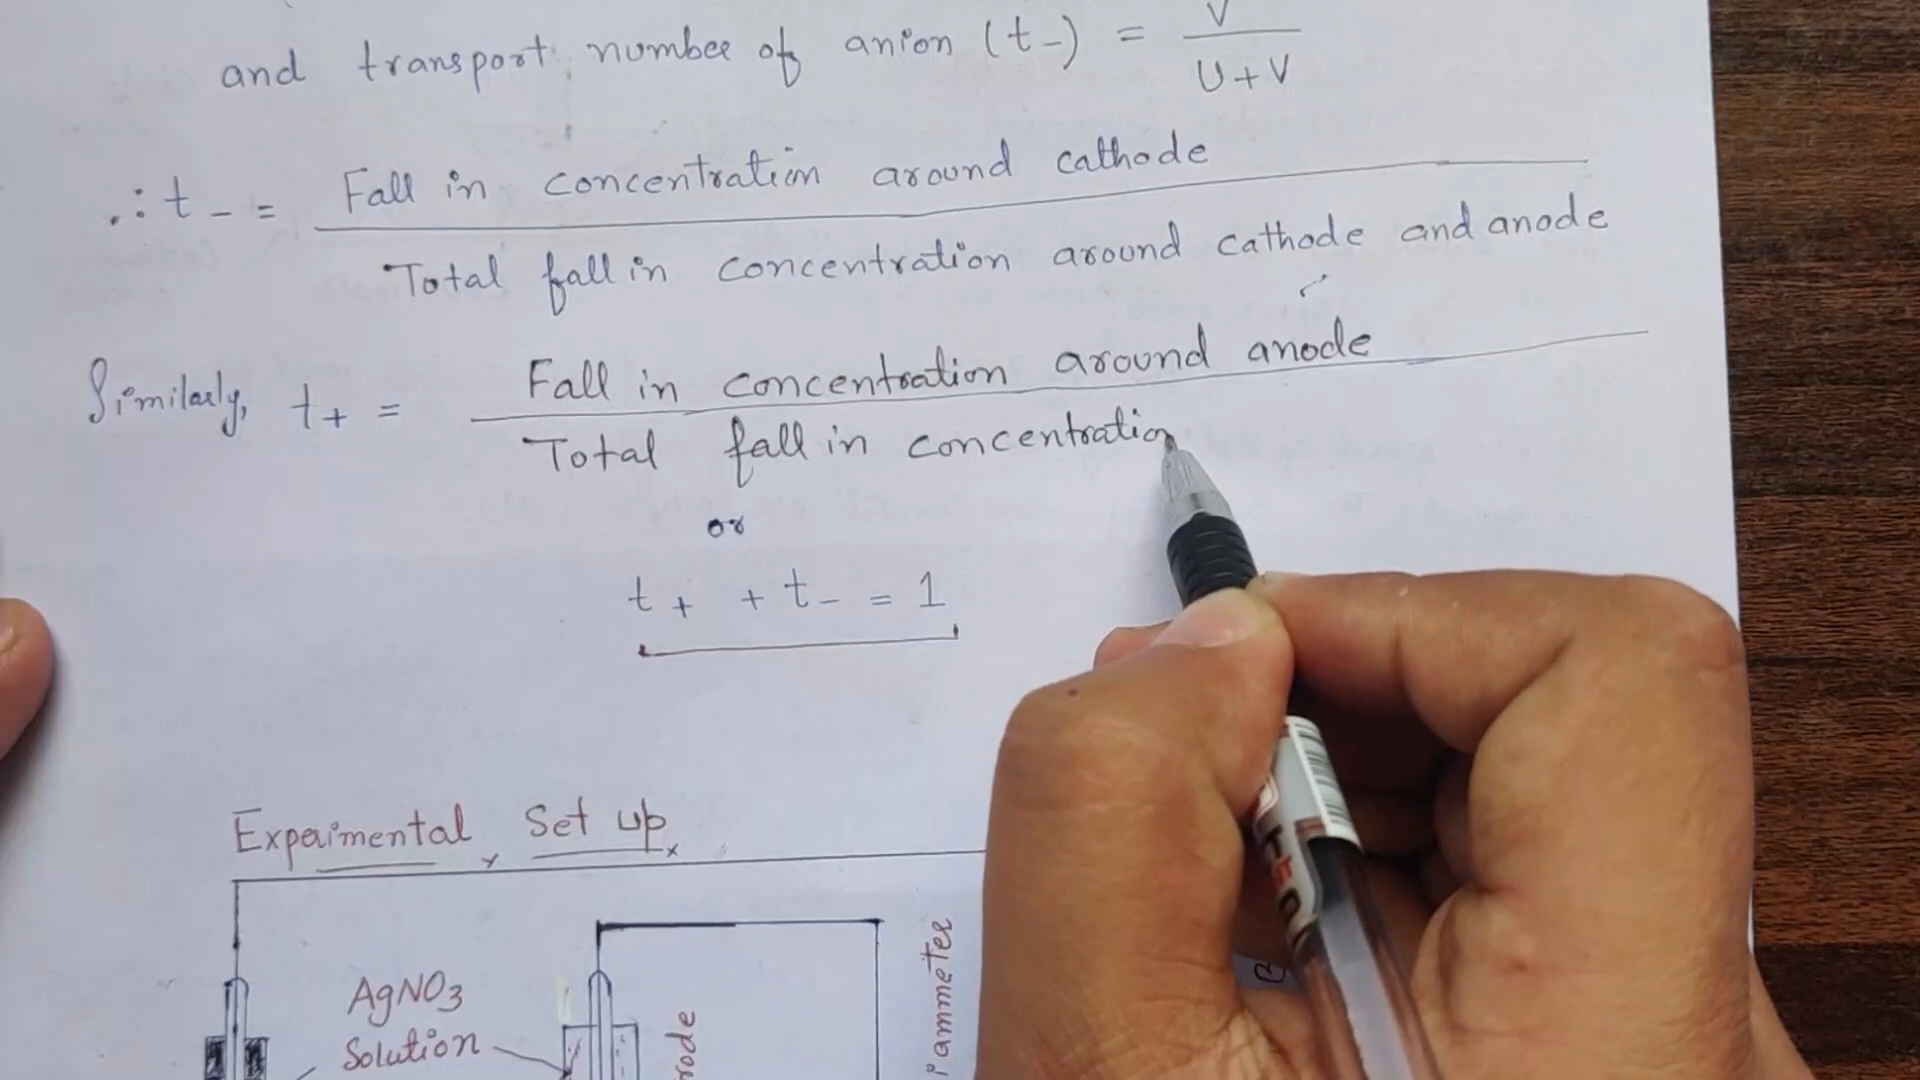 and transport number of anion (t-) = V
U+V
∴ t- = Fall in concentration around cathode
Total fall in concentration around cathode and anode
Similarly, t+ = Fall in concentration around anode
Total fall in concentration
or
t+ + t- = 1
Experimental Set up
AgNO3
Solution
rode
ammeter